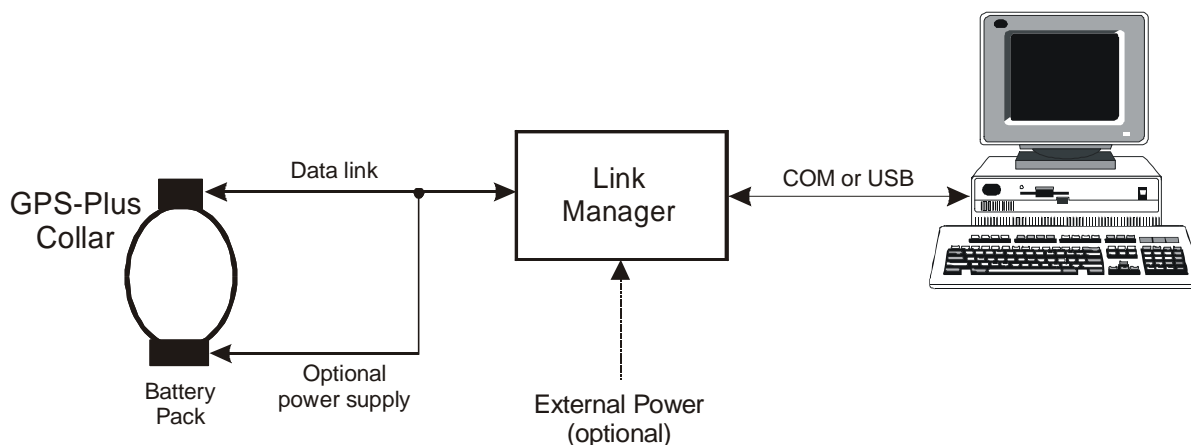 GPS-Plus
Collar
Data link
Link
Manager
COM or USB
Battery
Pack
Optional
power supply
External Power
(optional)